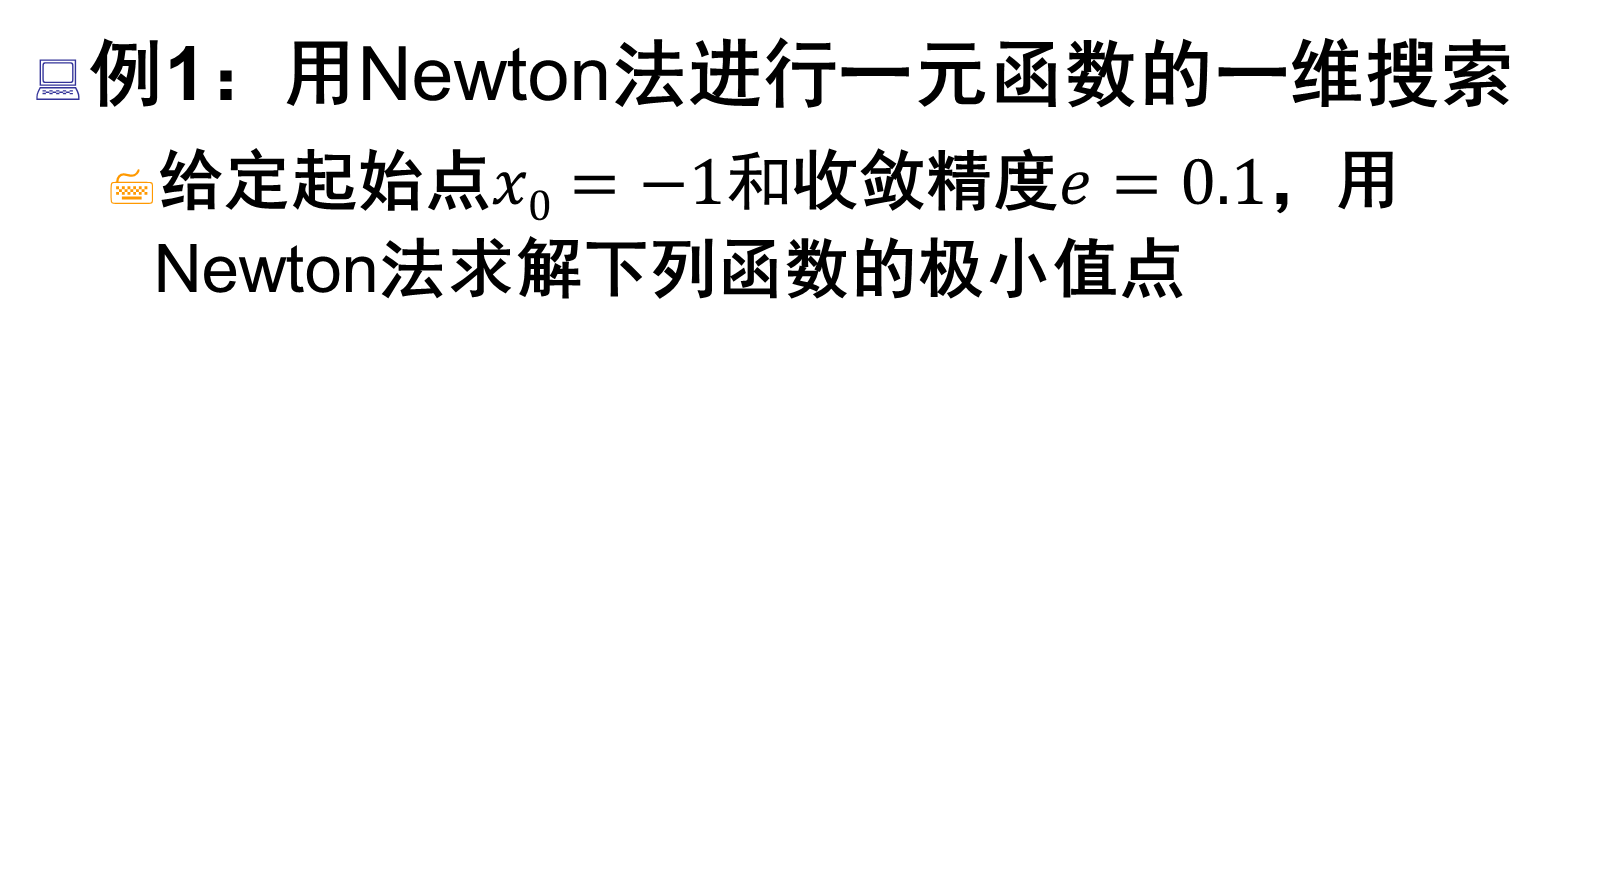 例1：用Newton法进行一元函数的一维搜索
给定起始点x₀ = −1和收敛精度e = 0.1，用
Newton法求解下列函数的极小值点